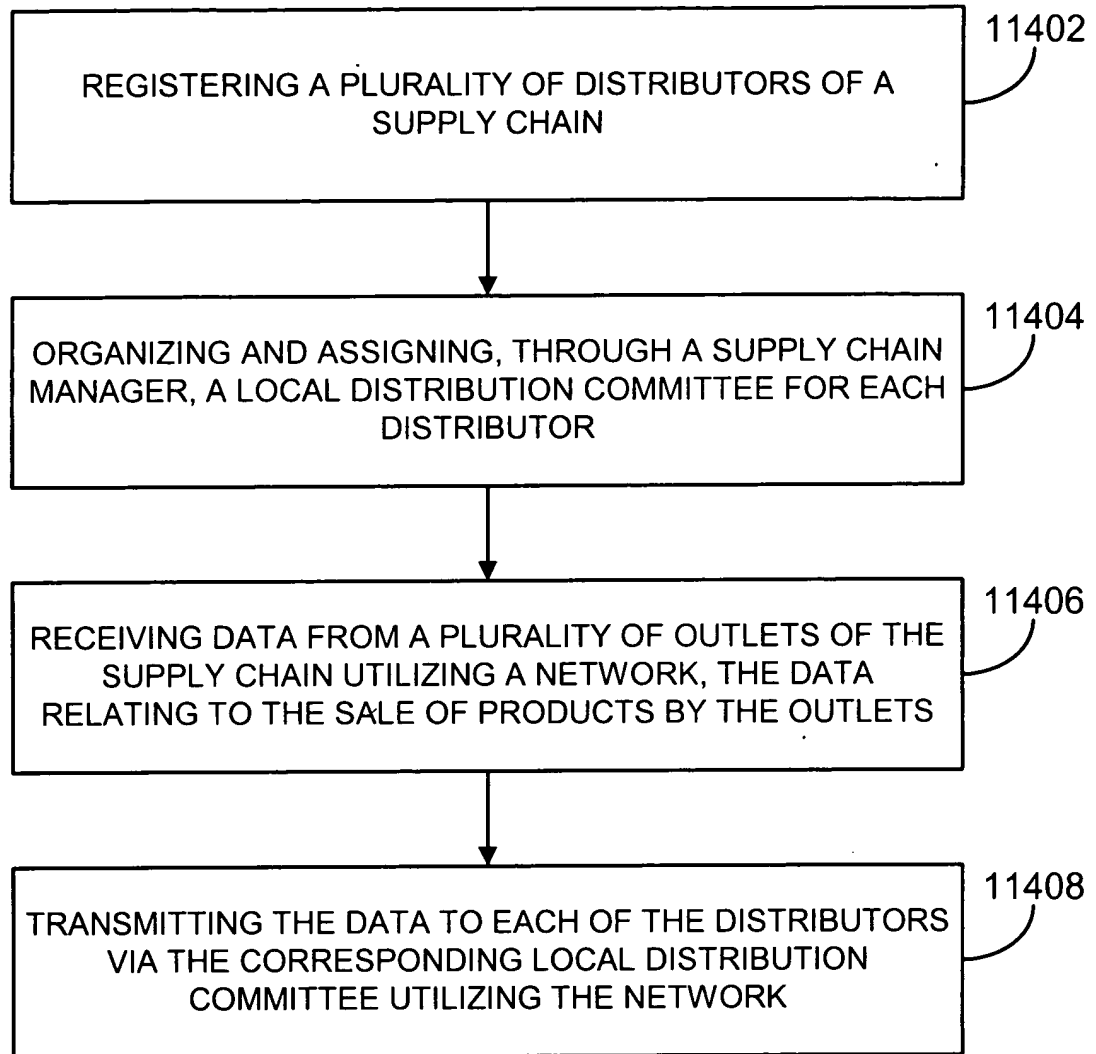 11402
REGISTERING A PLURALITY OF DISTRIBUTORS OF A
SUPPLY CHAIN
11404
ORGANIZING AND ASSIGNING, THROUGH A SUPPLY CHAIN
MANAGER, A LOCAL DISTRIBUTION COMMITTEE FOR EACH
DISTRIBUTOR
11406
RECEIVING DATA FROM A PLURALITY OF OUTLETS OF THE
SUPPLY CHAIN UTILIZING A NETWORK, THE DATA
RELATING TO THE SALE OF PRODUCTS BY THE OUTLETS
11408
TRANSMITTING THE DATA TO EACH OF THE DISTRIBUTORS
VIA THE CORRESPONDING LOCAL DISTRIBUTION
COMMITTEE UTILIZING THE NETWORK